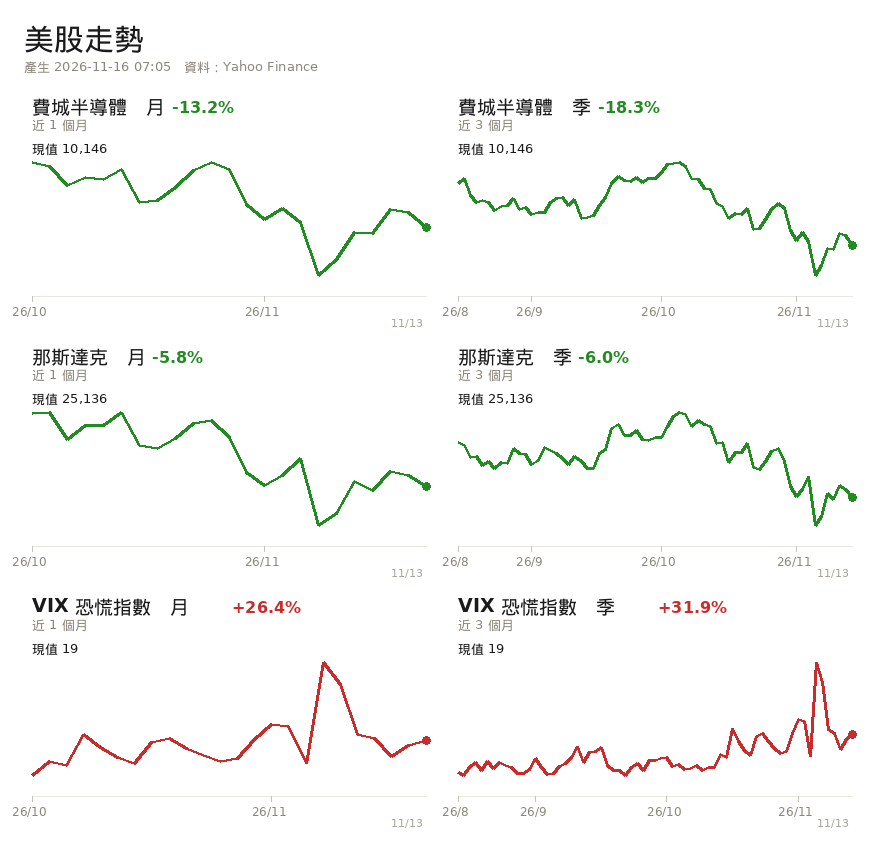 美股走勢
產生 2026-11-16 07:05　資料：Yahoo Finance
費城半導體　月 -13.2%
近 1 個月
現值 10,146
26/10
26/11
11/13
費城半導體　季 -18.3%
近 3 個月
現值 10,146
26/8
26/9
26/10
26/11
11/13
那斯達克　月 -5.8%
近 1 個月
現值 25,136
26/10
26/11
11/13
那斯達克　季 -6.0%
近 3 個月
現值 25,136
26/8
26/9
26/10
26/11
11/13
VIX 恐慌指數　月 +26.4%
近 1 個月
現值 19
26/10
26/11
11/13
VIX 恐慌指數　季 +31.9%
近 3 個月
現值 19
26/8
26/9
26/10
26/11
11/13